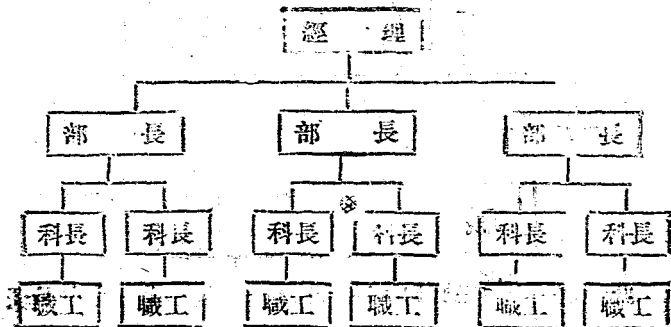 經理
部長 部長 部長
科長 科長 科長 科長 科長 科長
職工 職工 職工 職工 職工 職工